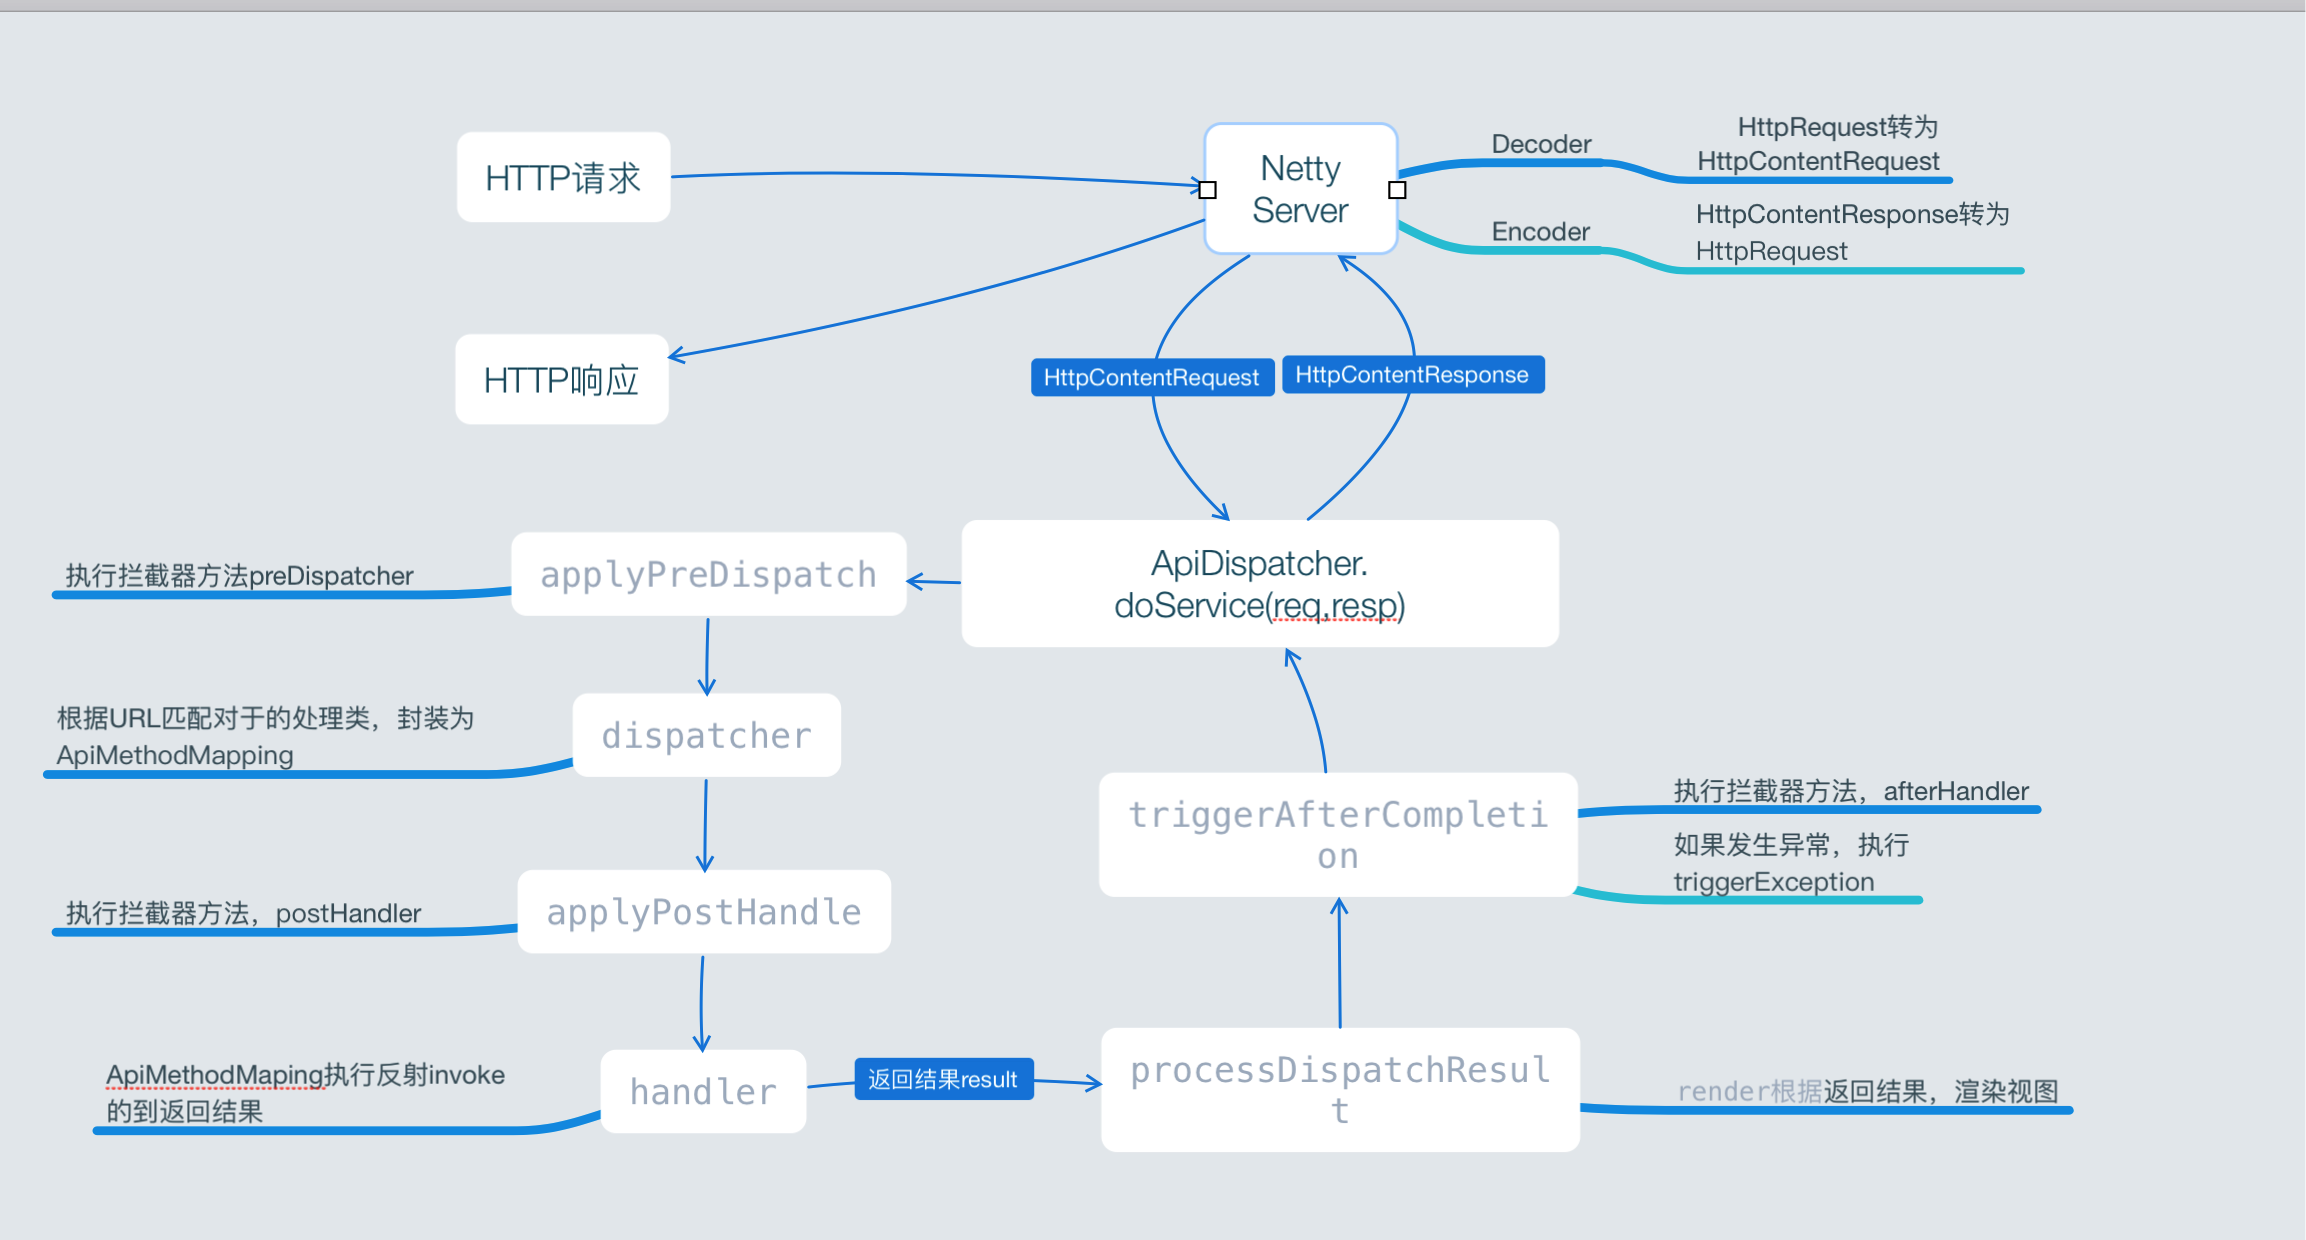 HTTP请求
Netty
Server
Decoder
HttpRequest转为
HttpContentRequest
Encoder
HttpContentResponse转为
HttpRequest
HTTP响应
HttpContentRequest
HttpContentResponse
ApiDispatcher.
doService(req,resp)
applyPreDispatch
执行拦截器方法preDispatcher
dispatcher
根据URL匹配对于的处理类，封装为
ApiMethodMapping
applyPostHandle
执行拦截器方法，postHandler
handler
ApiMethodMaping执行反射invoke
的到返回结果
返回结果result
processDispatchResul
t
render根据返回结果，渲染视图
triggerAfterCompleti
on
执行拦截器方法，afterHandler
如果发生异常，执行
triggerException